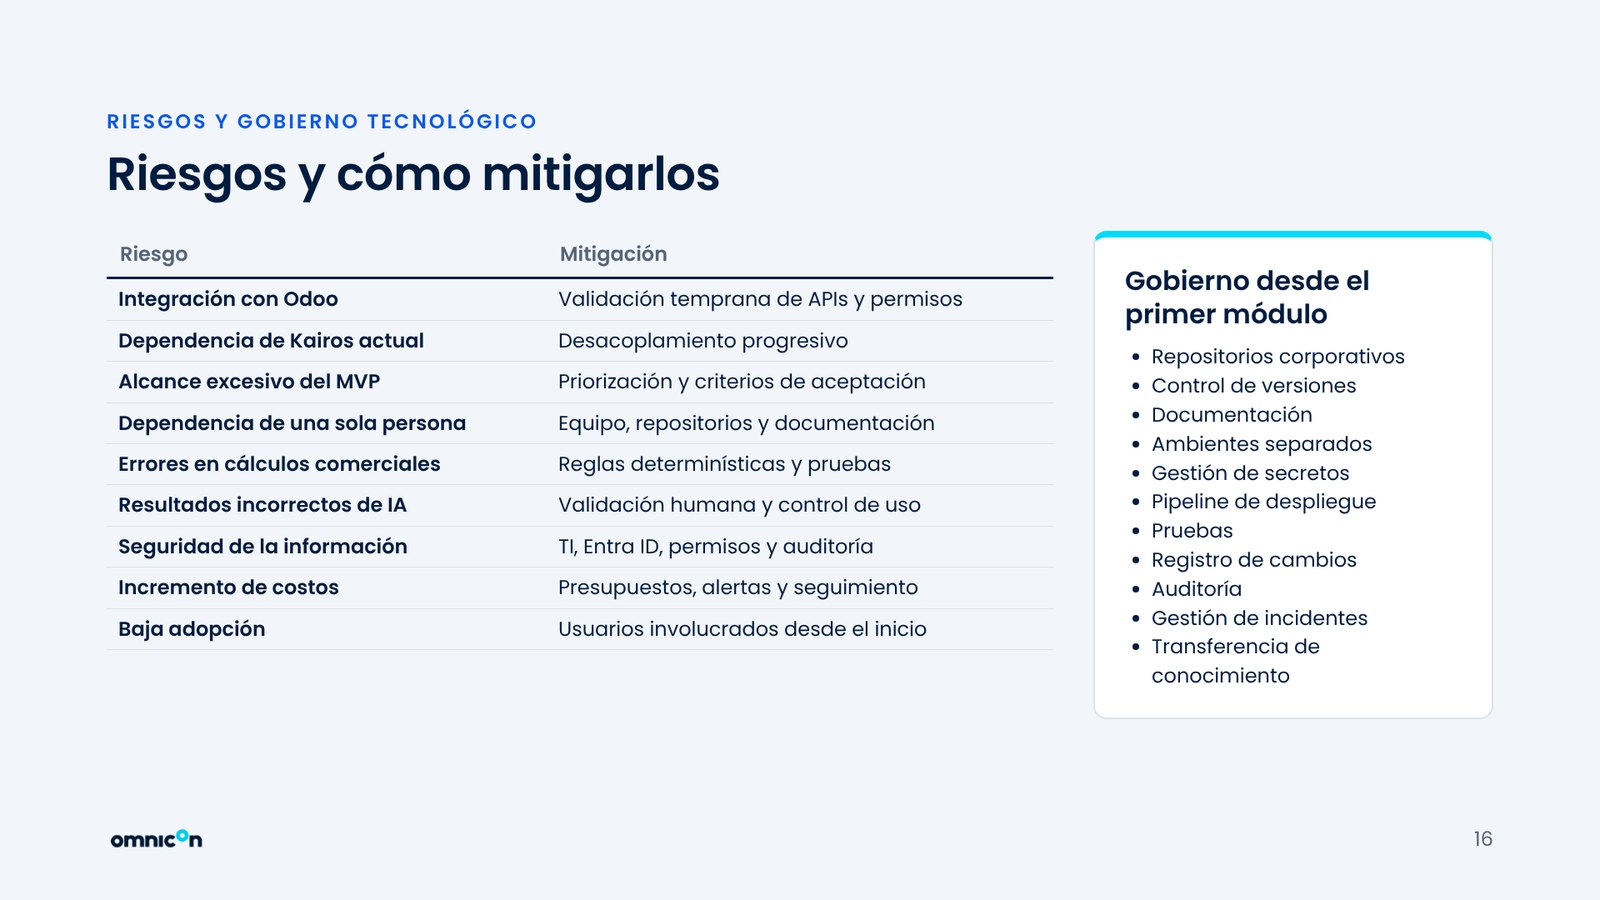 RIESGOS Y GOBIERNO TECNOLÓGICO
Riesgos y cómo mitigarlos
Riesgo Mitigación
Integración con Odoo Validación temprana de APIs y permisos
Dependencia de Kairos actual Desacoplamiento progresivo
Alcance excesivo del MVP Priorización y criterios de aceptación
Dependencia de una sola persona Equipo, repositorios y documentación
Errores en cálculos comerciales Reglas determinísticas y pruebas
Resultados incorrectos de IA Validación humana y control de uso
Seguridad de la información TI, Entra ID, permisos y auditoría
Incremento de costos Presupuestos, alertas y seguimiento
Baja adopción Usuarios involucrados desde el inicio
Gobierno desde el
primer módulo
• Repositorios corporativos
• Control de versiones
• Documentación
• Ambientes separados
• Gestión de secretos
• Pipeline de despliegue
• Pruebas
• Registro de cambios
• Auditoría
• Gestión de incidentes
• Transferencia de
conocimiento
omnicon
16